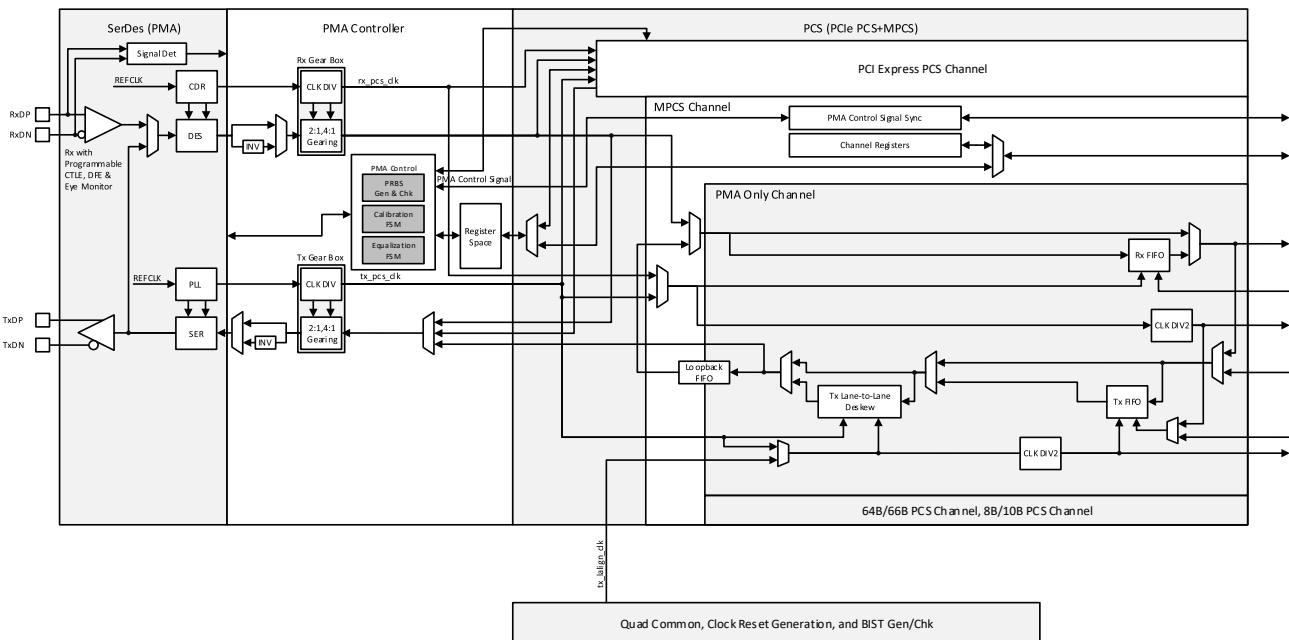 SerDes (PMA)
PMA Controller
PCS (PCIe PCS+MPCS)
Signal Det
Rx Gear Box
PCI Express PCS Channel
REFCLK
CDR
CLK DIV
rx_pcs_clk
MPCS Channel
RxDP
PMA Control Signal Sync
RxDN
DES
INV
2:1,4:1
Gearing
Channel Registers
Rx with
Programmable
CTLE, DFE &
Eye Monitor
PMA Control
PRBS
Gen & Chk
Calibration
FSM
Equalization
FSM
PMA Control Signal
Register
Space
PMA Only Channel
Rx FIFO
Tx Gear Box
REFCLK
PLL
CLK DIV
tx_pcs_clk
TxDP
TxDN
SER
INV
2:1,4:1
Gearing
CLK DIV2
Loopback
FIFO
Tx Lane-to-Lane
Deskew
Tx FIFO
CLK DIV2
64B/66B PCS Channel, 8B/10B PCS Channel
tx_lalign_clk
Quad Common, Clock Reset Generation, and BIST Gen/Chk